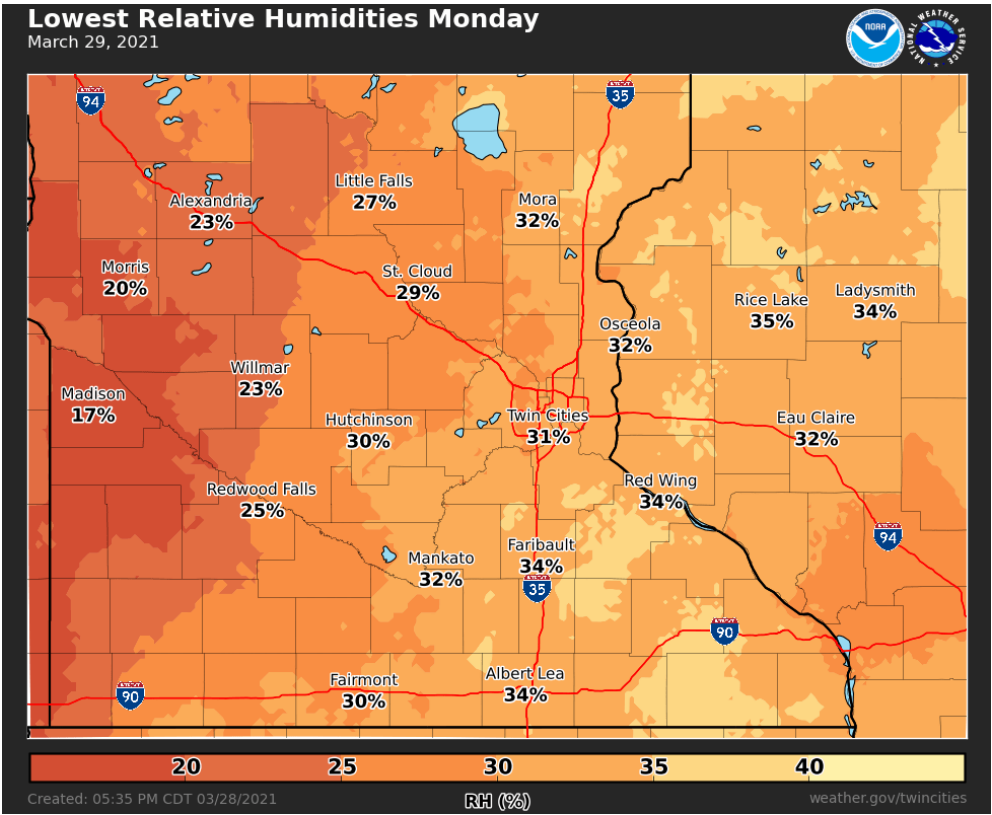 Lowest Relative Humidities Monday
March 29, 2021
NOAA
NATIONAL WEATHER SERVICE
94
35
Little Falls
27%
Alexandria
23%
Mora
32%
Morris
20%
St. Cloud
29%
Ladysmith
34%
Rice Lake
35%
Osceola
32%
Willmar
23%
Madison
17%
Hutchinson
30%
Twin Cities
31%
Eau Claire
32%
Redwood Falls
25%
Red Wing
34%
94
Faribault
34%
Mankato
32%
35
90
Albert Lea
34%
Fairmont
30%
90
20 25 30 35 40
Created: 05:35 PM CDT 03/28/2021
RH (%)
weather.gov/twincities